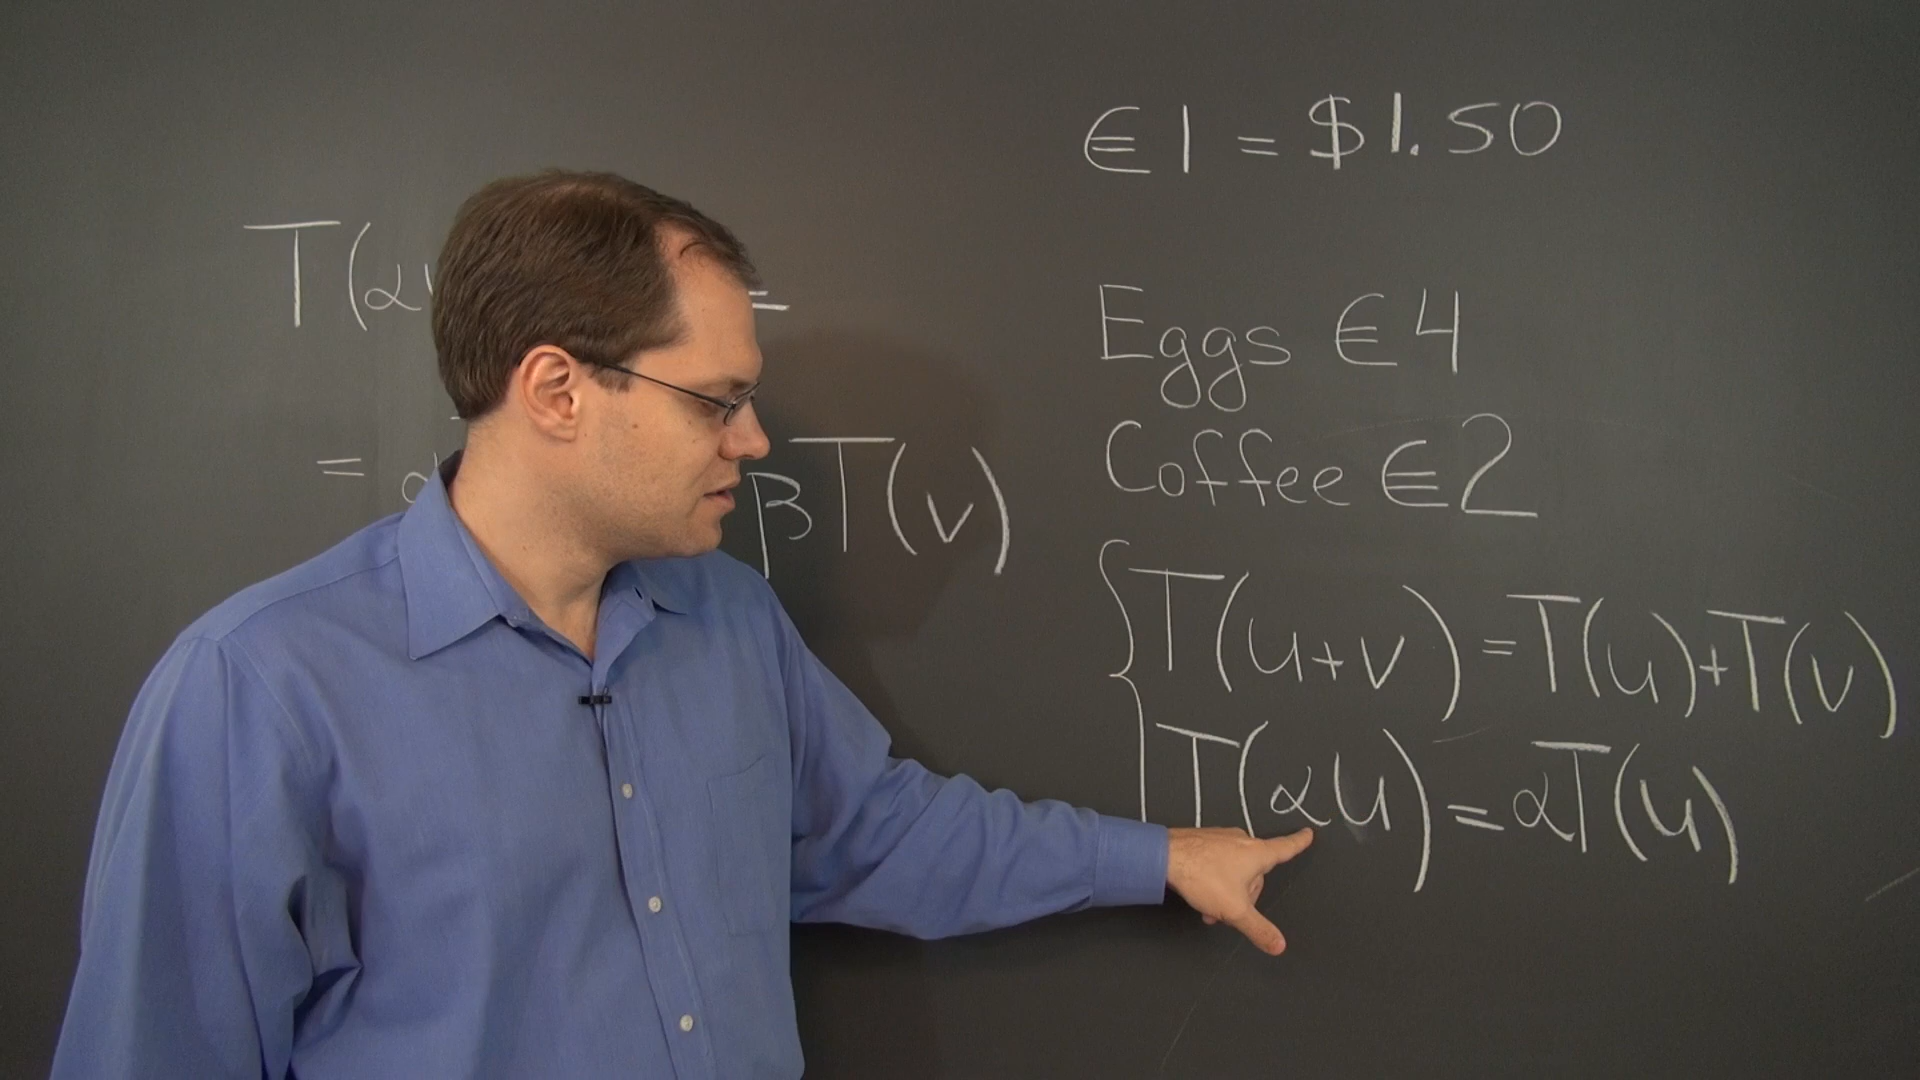 T(α =
= βT(v)
€1 = $1.50
Eggs €4
Coffee €2
T(u+v) = T(u)+T(v)
T(αu) = αT(u)